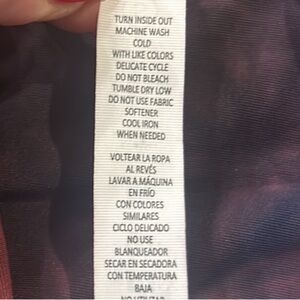 TURN INSIDE OUT
MACHINE WASH
COLD
WITH LIKE COLORS
DELICATE CYCLE
DO NOT BLEACH
TUMBLE DRY LOW
DO NOT USE FABRIC
SOFTENER
COOL IRON
WHEN NEEDED
VOLTEAR LA ROPA
AL REVÉS
LAVAR A MÁQUINA
EN FRÍO
CON COLORES
SIMILARES
CICLO DELICADO
NO USE
BLANQUEADOR
SECAR EN SECADORA
CON TEMPERATURA
BAJA
NO UTILIZAR